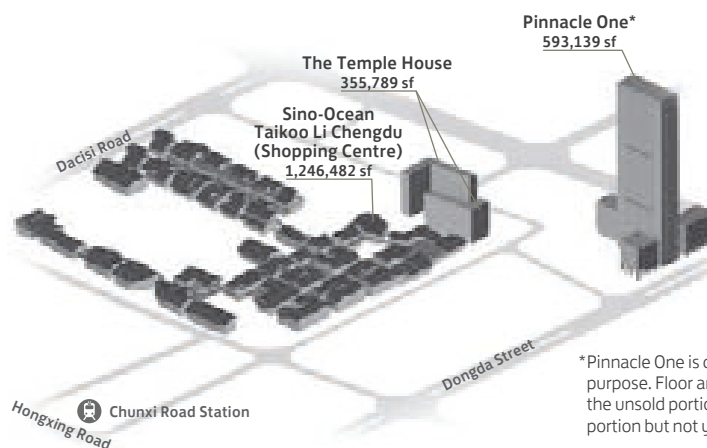 Pinnacle One*
593,139 sf
The Temple House
355,789 sf
Sino-Ocean
Taikoo Li Chengdu
(Shopping Centre)
1,246,482 sf
Dacisi Road
Dongda Street
*Pinnacle One is
purpose. Floor
the unsold
portion but not
Chunxi Road Station
Hongxing Road